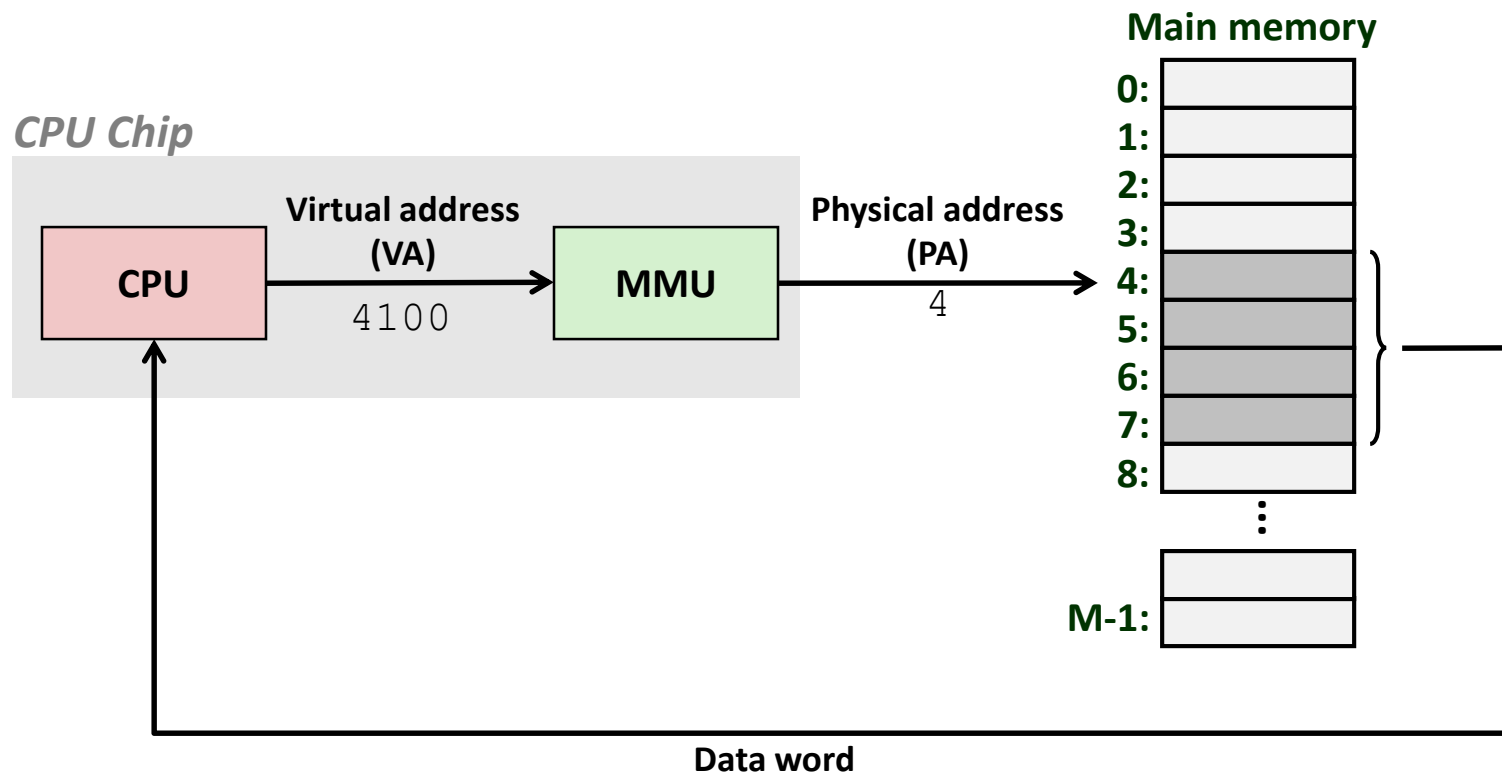 Main memory
0:
1:
CPU Chip
2:
Virtual address
(VA)
Physical address
(PA)
3:
CPU
MMU
4:
4100
4
5:
6:
7:
8:
...
M-1:
Data word